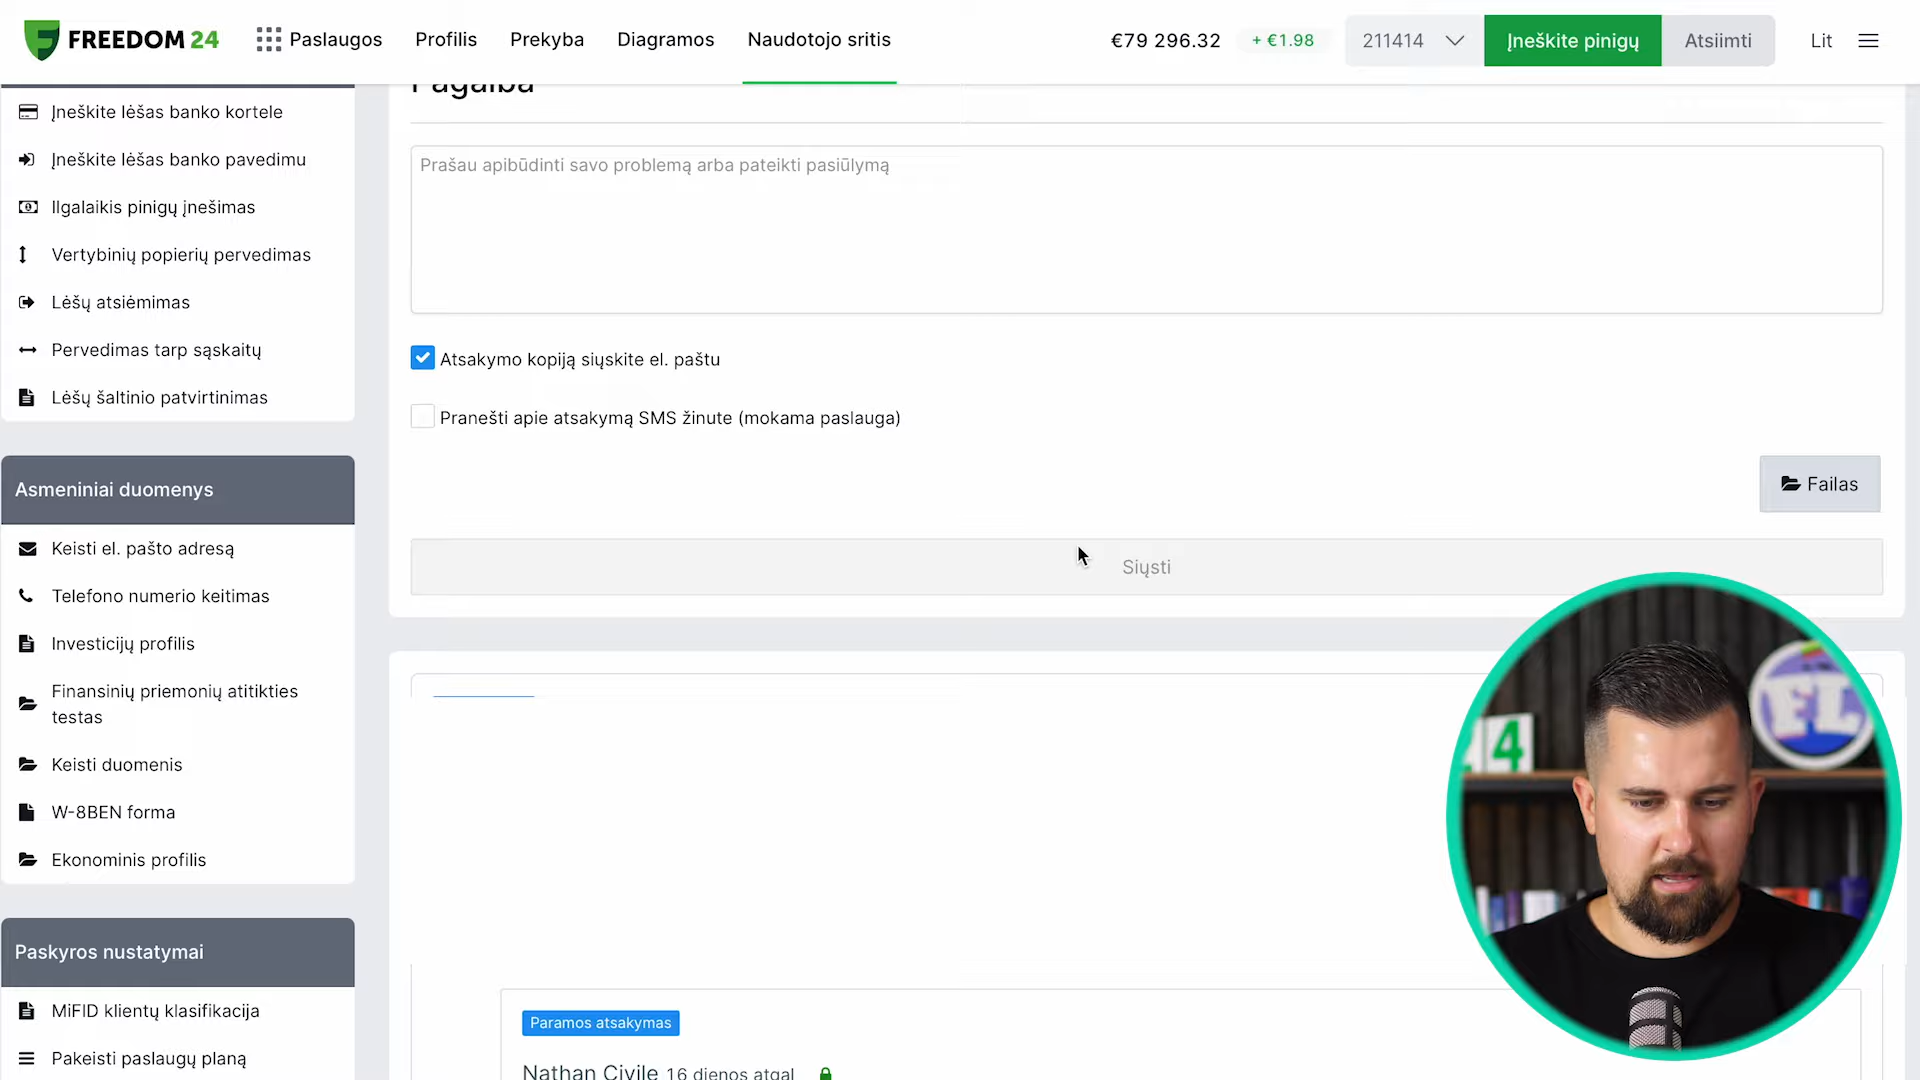 FREEDOM 24
Paslaugos
Profilis
Prekyba
Diagramos
Naudotojo sritis
€79 296.32
+ €1.98
211414
Įneškite pinigų
Atsiimti
Lit
Įneškite lėšas banko kortele
Įneškite lėšas banko pavedimu
Ilgalaikis pinigų įnešimas
Vertybinių popierių pervedimas
Lėšų atsiėmimas
Pervedimas tarp sąskaitų
Lėšų šaltinio patvirtinimas
Asmeniniai duomenys
Keisti el. pašto adresą
Telefono numerio keitimas
Investicijų profilis
Finansinių priemonių atitikties
testas
Keisti duomenis
W-8BEN forma
Ekonominis profilis
Paskyros nustatymai
MiFID klientų klasifikacija
Pakeisti paslaugų planą
Pagalba
Prašau apibūdinti savo problemą arba pateikti pasiūlymą
Atsakymo kopiją siųskite el. paštu
Pranešti apie atsakymą SMS žinute (mokama paslauga)
Failas
Siųsti
Paramos atsakymas
Nathan Civile 16 dienos atgal
4
FL